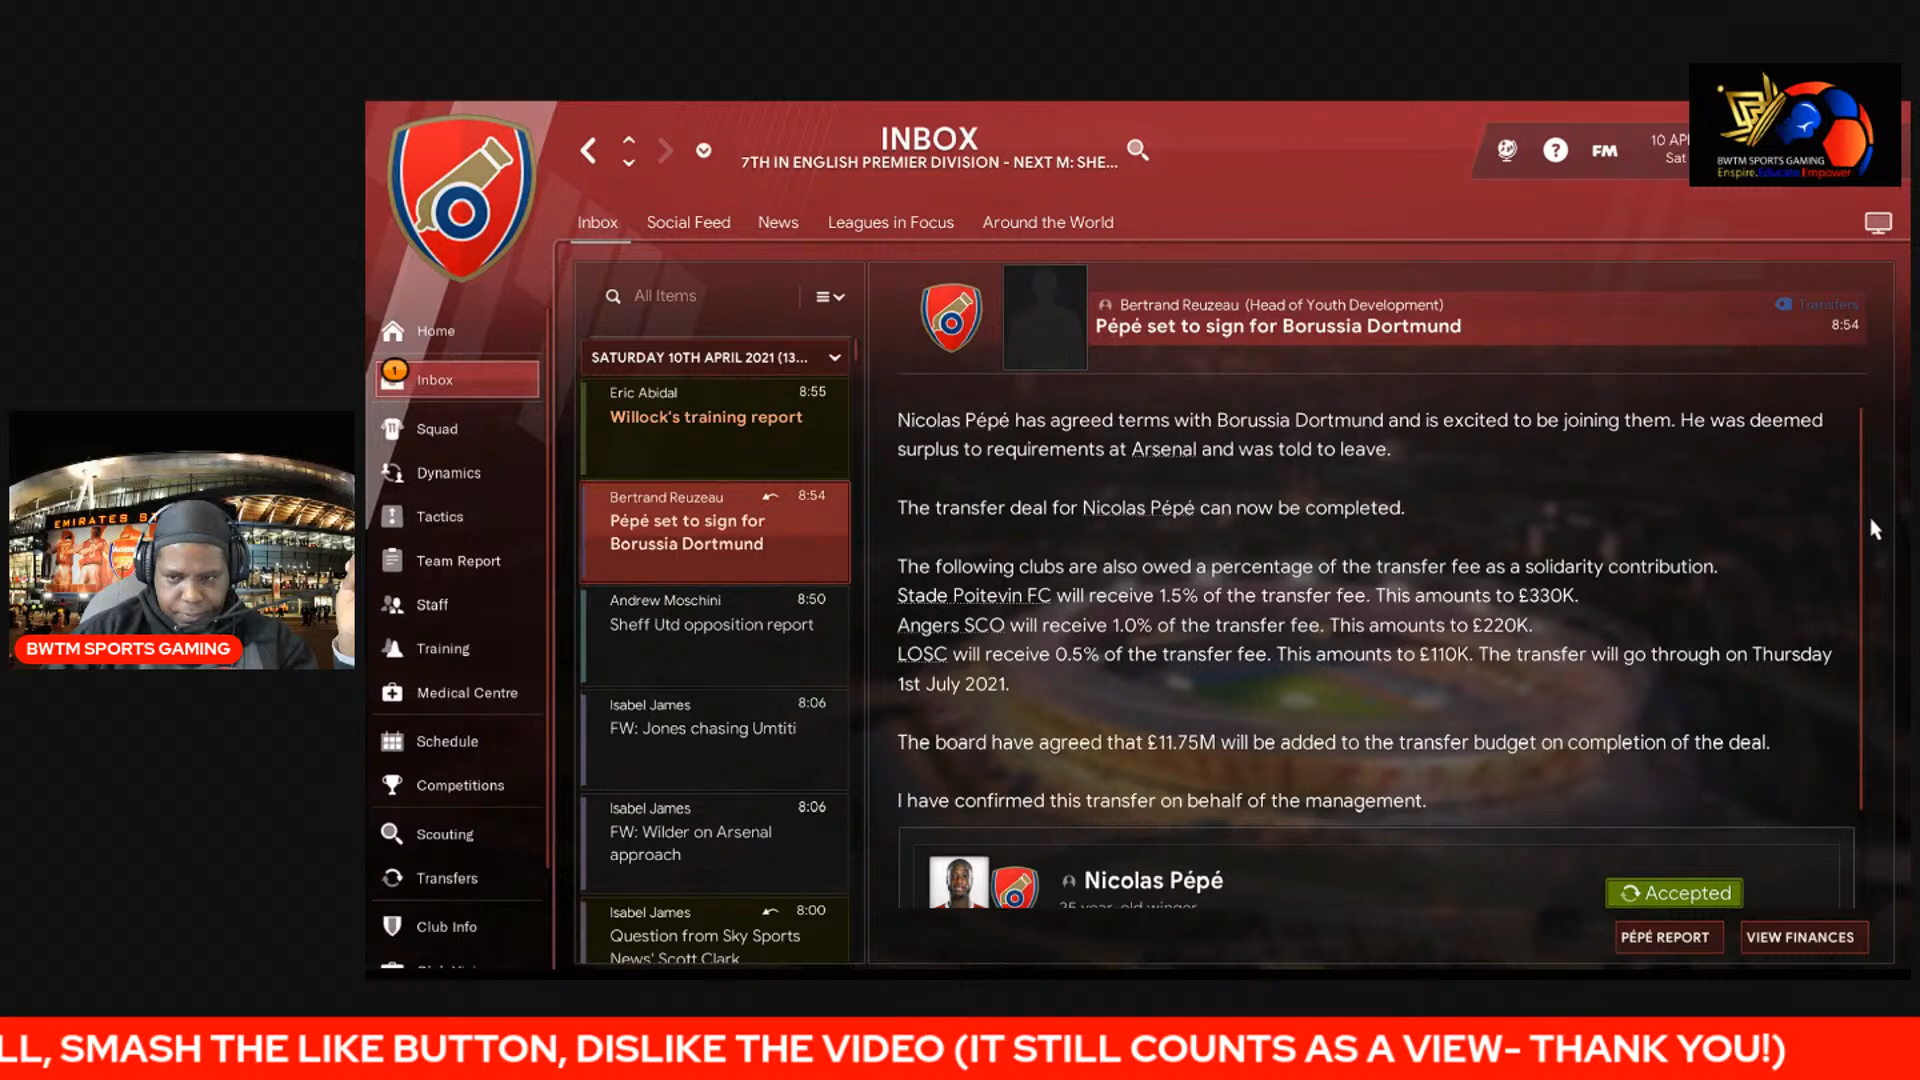 BWTM SPORTS GAMING
Enspire.Educate.Empower
INBOX
7TH IN ENGLISH PREMIER DIVISION - NEXT M: SHE...
?
FM
10 AP
Sat
Inbox
Social Feed
News
Leagues in Focus
Around the World
Home
1
Inbox
Squad
Dynamics
Tactics
Team Report
Staff
Training
Medical Centre
Schedule
Competitions
Scouting
Transfers
Club Info
All Items
SATURDAY 10TH APRIL 2021 (13...
Eric Abidal 8:55
Willock's training report
Bertrand Reuzeau 8:54
Pépé set to sign for
Borussia Dortmund
Andrew Moschini 8:50
Sheff Utd opposition report
Isabel James 8:06
FW: Jones chasing Umtiti
Isabel James 8:06
FW: Wilder on Arsenal
approach
Isabel James 8:00
Question from Sky Sports
News' Scott Clark
Bertrand Reuzeau (Head of Youth Development)
Transfers
Pépé set to sign for Borussia Dortmund
8:54
Nicolas Pépé has agreed terms with Borussia Dortmund and is excited to be joining them. He was deemed
surplus to requirements at Arsenal and was told to leave.
The transfer deal for Nicolas Pépé can now be completed.
The following clubs are also owed a percentage of the transfer fee as a solidarity contribution.
Stade Poitevin FC will receive 1.5% of the transfer fee. This amounts to £330K.
Angers SCO will receive 1.0% of the transfer fee. This amounts to £220K.
LOSC will receive 0.5% of the transfer fee. This amounts to £110K. The transfer will go through on Thursday
1st July 2021.
The board have agreed that £11.75M will be added to the transfer budget on completion of the deal.
I have confirmed this transfer on behalf of the management.
Nicolas Pépé
25 year-old winger
Accepted
PÉPÉ REPORT
VIEW FINANCES
EMIRATES
BWTM SPORTS GAMING
LL, SMASH THE LIKE BUTTON, DISLIKE THE VIDEO (IT STILL COUNTS AS A VIEW- THANK YOU!)